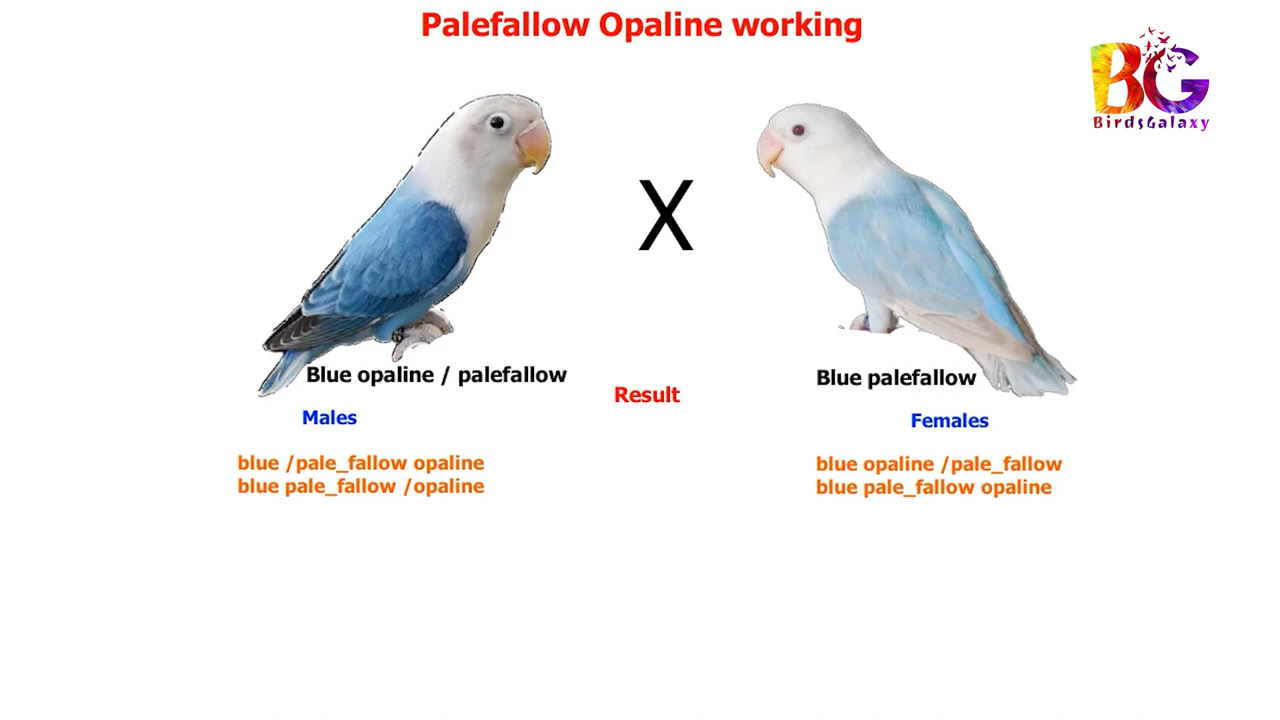 Palefallow Opaline working
BG
BirdsGalaxy
X
Blue opaline / palefallow
Blue palefallow
Result
Males
Females
blue /pale_fallow opaline
blue pale_fallow /opaline
blue opaline /pale_fallow
blue pale_fallow opaline